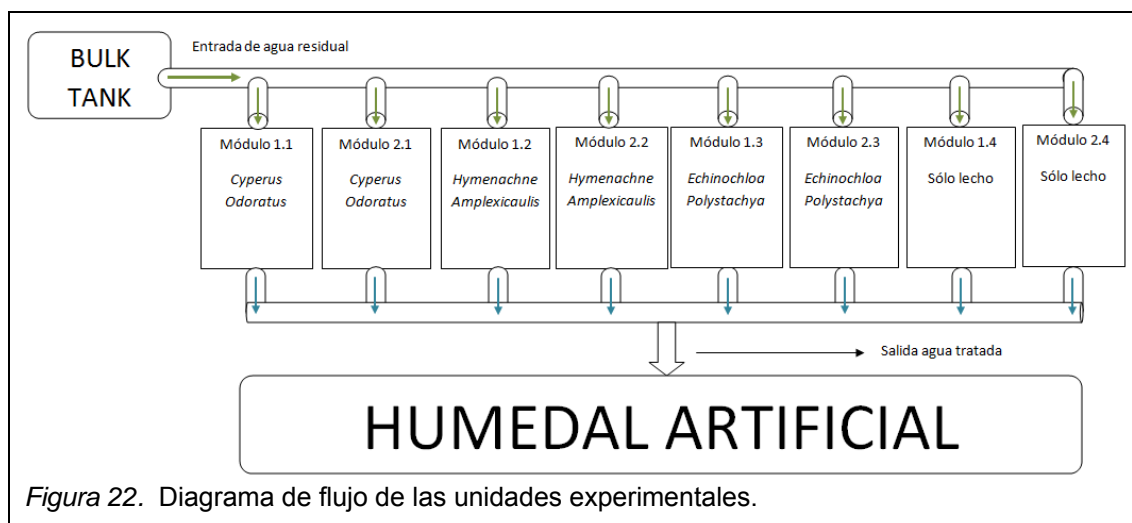 BULK
TANK
Entrada de agua residual
Módulo 1.1
Cyperus
Odoratus
Módulo 2.1
Cyperus
Odoratus
Módulo 1.2
Hymenachne
Amplexicaulis
Módulo 2.2
Hymenachne
Amplexicaulis
Módulo 1.3
Echinochloa
Polystachya
Módulo 2.3
Echinochloa
Polystachya
Módulo 1.4
Sólo lecho
Módulo 2.4
Sólo lecho
Salida agua tratada
HUMEDAL ARTIFICIAL
Figura 22. Diagrama de flujo de las unidades experimentales.